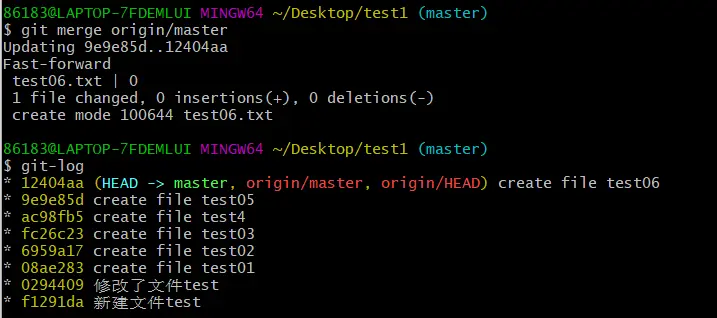 86183@LAPTOP-7FDEMLUI MINGW64 ~/Desktop/test1 (master)
$ git merge origin/master
Updating 9e9e85d..12404aa
Fast-forward
 test06.txt | 0
 1 file changed, 0 insertions(+), 0 deletions(-)
 create mode 100644 test06.txt
86183@LAPTOP-7FDEMLUI MINGW64 ~/Desktop/test1 (master)
$ git-log
* 12404aa (HEAD -> master, origin/master, origin/HEAD) create file test06
* 9e9e85d create file test05
* ac98fb5 create file test4
* fc26c23 create file test03
* 6959a17 create file test02
* 08ae283 create file test01
* 0294409 修改了文件test
* f1291da 新建文件test